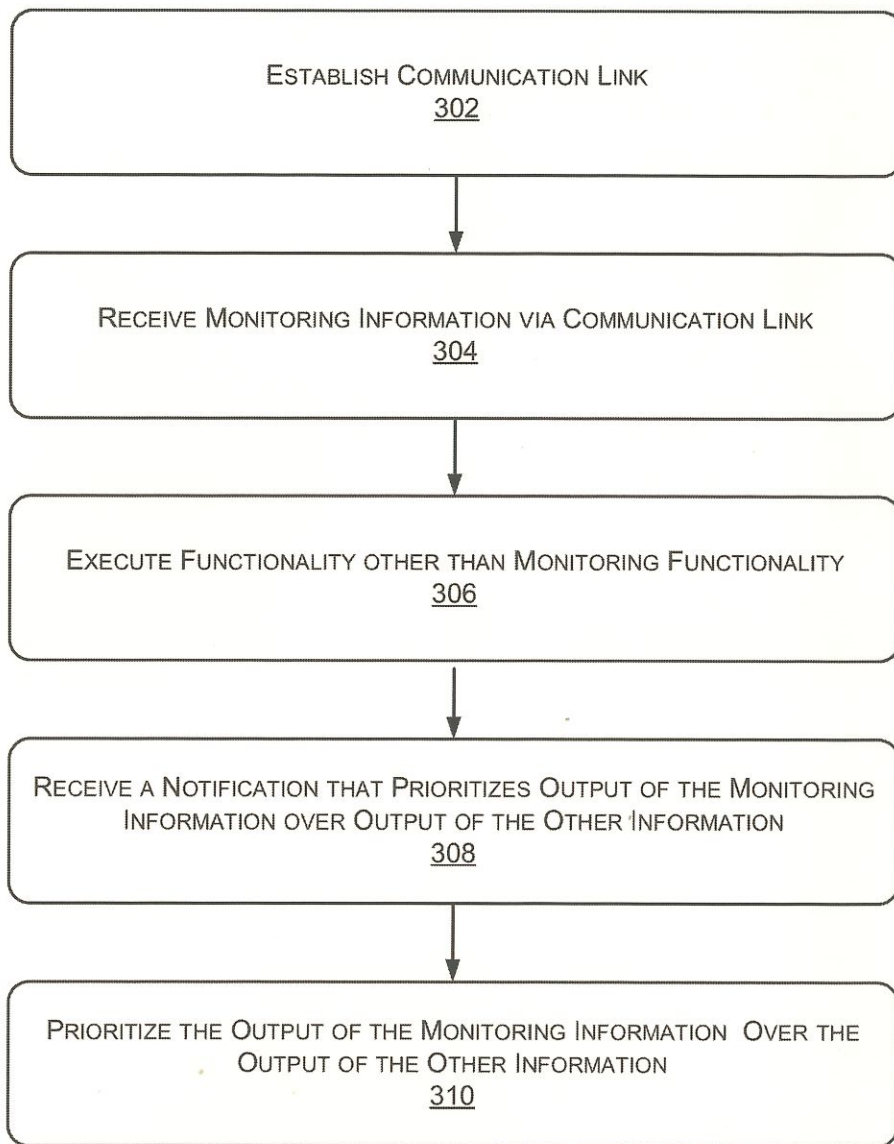 ESTABLISH COMMUNICATION LINK
302
RECEIVE MONITORING INFORMATION VIA COMMUNICATION LINK
304
EXECUTE FUNCTIONALITY OTHER THAN MONITORING FUNCTIONALITY
306
RECEIVE A NOTIFICATION THAT PRIORITIZES OUTPUT OF THE MONITORING
INFORMATION OVER OUTPUT OF THE OTHER INFORMATION
308
PRIORITIZE THE OUTPUT OF THE MONITORING INFORMATION OVER THE
OUTPUT OF THE OTHER INFORMATION
310